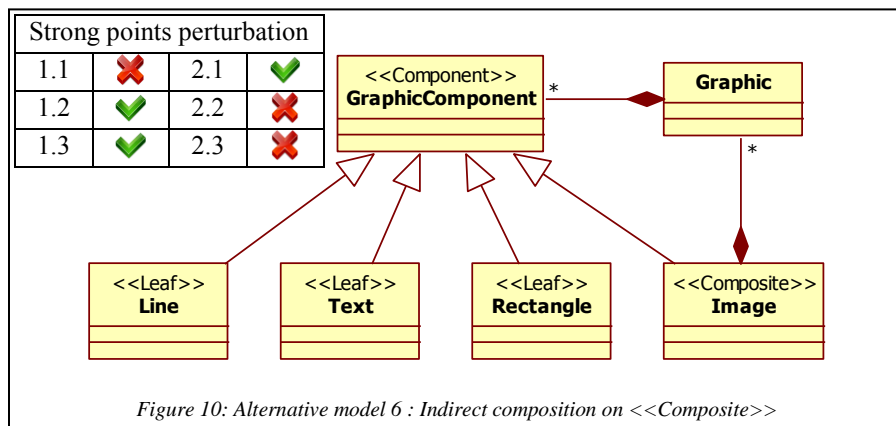 Strong points perturbation
1.1 2.1
1.2 2.2
1.3 2.3
<<Component>>
GraphicComponent
*
Graphic
*
<<Leaf>>
Line
<<Leaf>>
Text
<<Leaf>>
Rectangle
<<Composite>>
Image
Figure 10: Alternative model 6 : Indirect composition on <<Composite>>